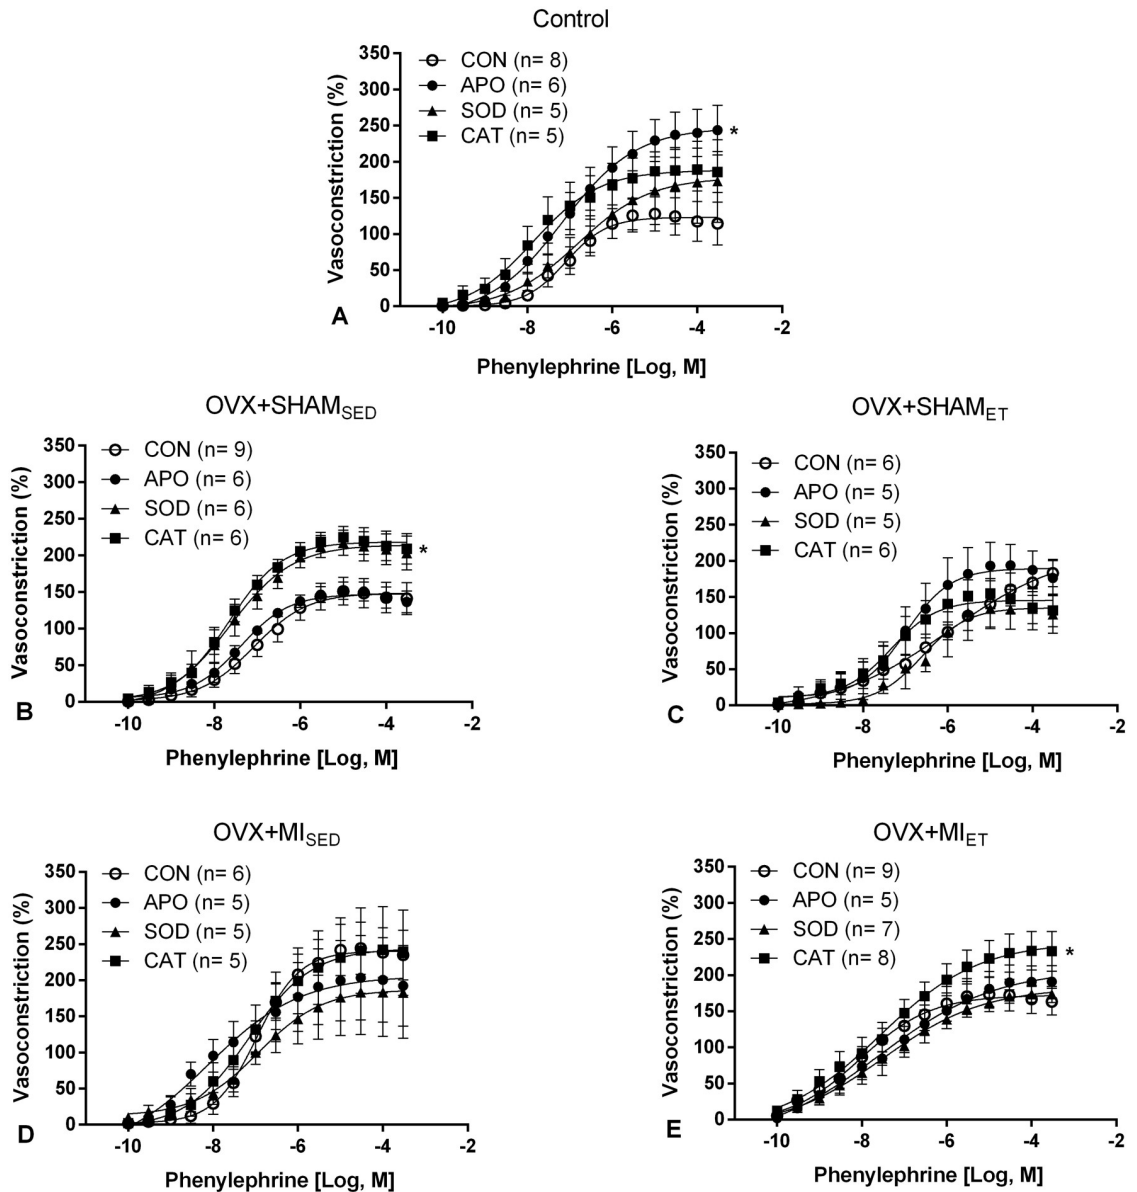 Control
Vasoconstriction (%)
350
300
250
200
150
100
50
0
CON (n= 8)
APO (n= 6)
SOD (n= 5)
CAT (n= 5)
*
-10
-8
-6
-4
-2
A
Phenylephrine [Log, M]
OVX+SHAMSED
Vasoconstriction (%)
350
300
250
200
150
100
50
0
CON (n= 9)
APO (n= 6)
SOD (n= 6)
CAT (n= 6)
*
-10
-8
-6
-4
-2
B
Phenylephrine [Log, M]
OVX+SHAMET
Vasoconstriction (%)
350
300
250
200
150
100
50
0
CON (n= 6)
APO (n= 5)
SOD (n= 5)
CAT (n= 6)
-10
-8
-6
-4
-2
C
Phenylephrine [Log, M]
OVX+MISED
Vasoconstriction (%)
350
300
250
200
150
100
50
0
CON (n= 6)
APO (n= 5)
SOD (n= 5)
CAT (n= 5)
-10
-8
-6
-4
-2
D
Phenylephrine [Log, M]
OVX+MIET
Vasoconstriction (%)
350
300
250
200
150
100
50
0
CON (n= 9)
APO (n= 5)
SOD (n= 7)
CAT (n= 8)
*
-10
-8
-6
-4
-2
E
Phenylephrine [Log, M]